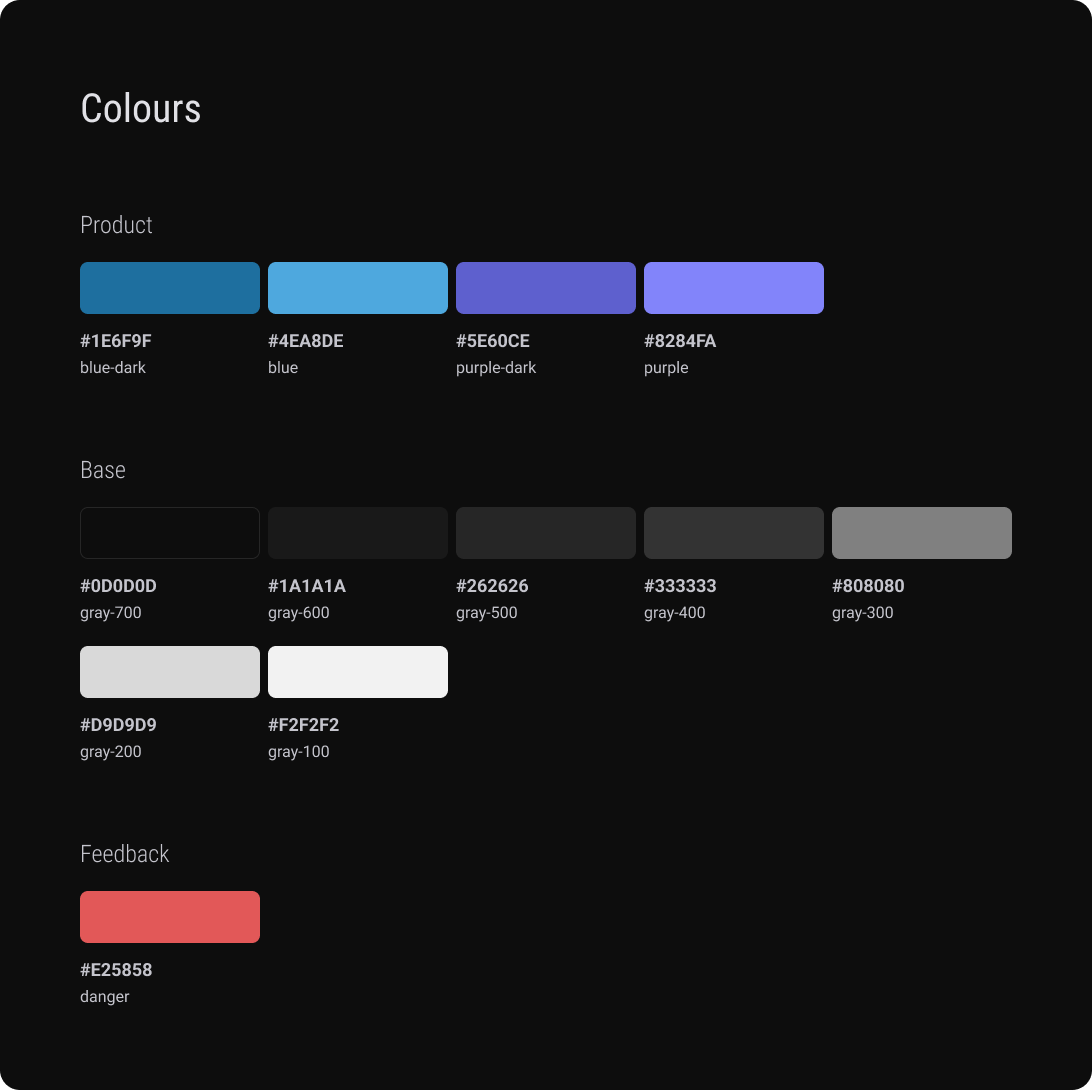 Colours
Product
#1E6F9F #4EA8DE #5E60CE #8284FA
blue-dark blue purple-dark purple
Base
#0D0D0D #1A1A1A #262626 #333333 #808080
gray-700 gray-600 gray-500 gray-400 gray-300
#D9D9D9 #F2F2F2
gray-200 gray-100
Feedback
#E25858
danger